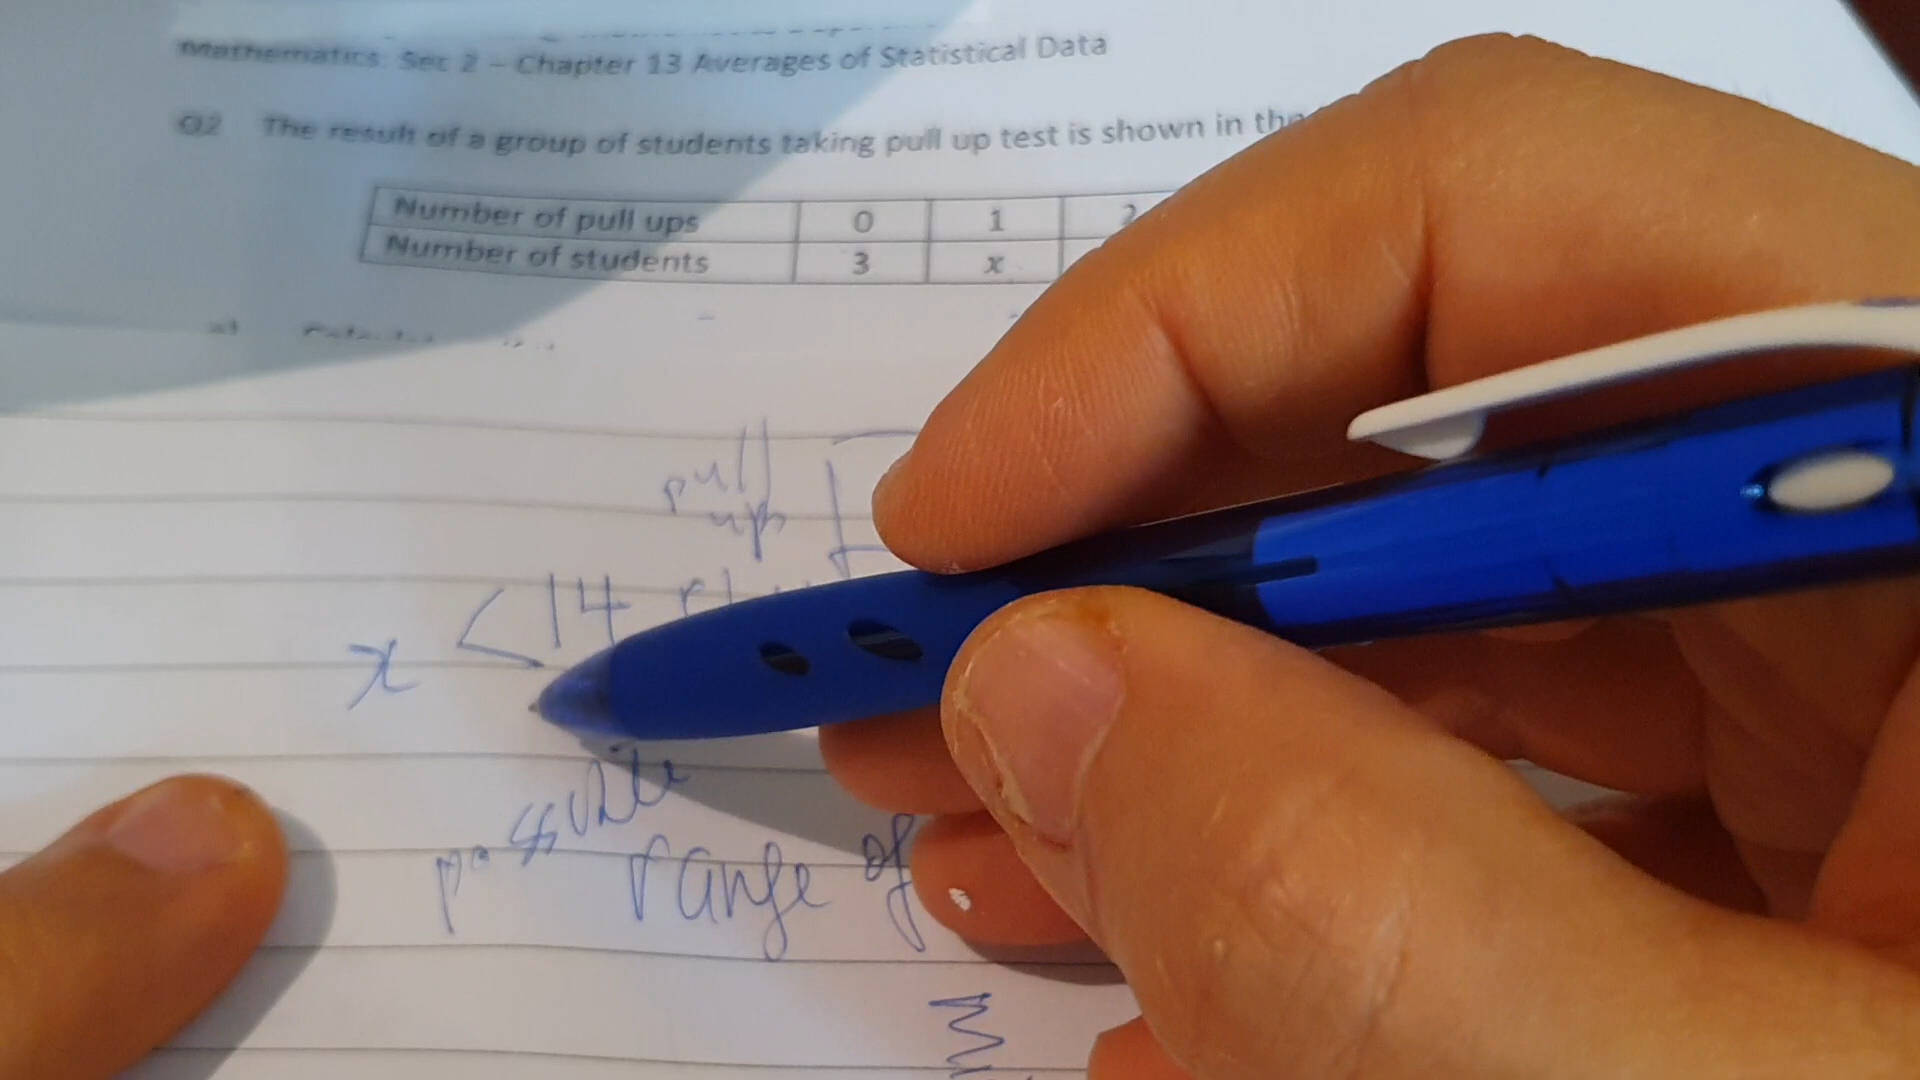 Mathematics Sec 2 – Chapter 13 Averages of Statistical Data
Q2 The result of a group of students taking pull up test is shown in the
Number of pull ups 0 1 2
Number of students 3 x
pull
ups
x < 14
possible
range of